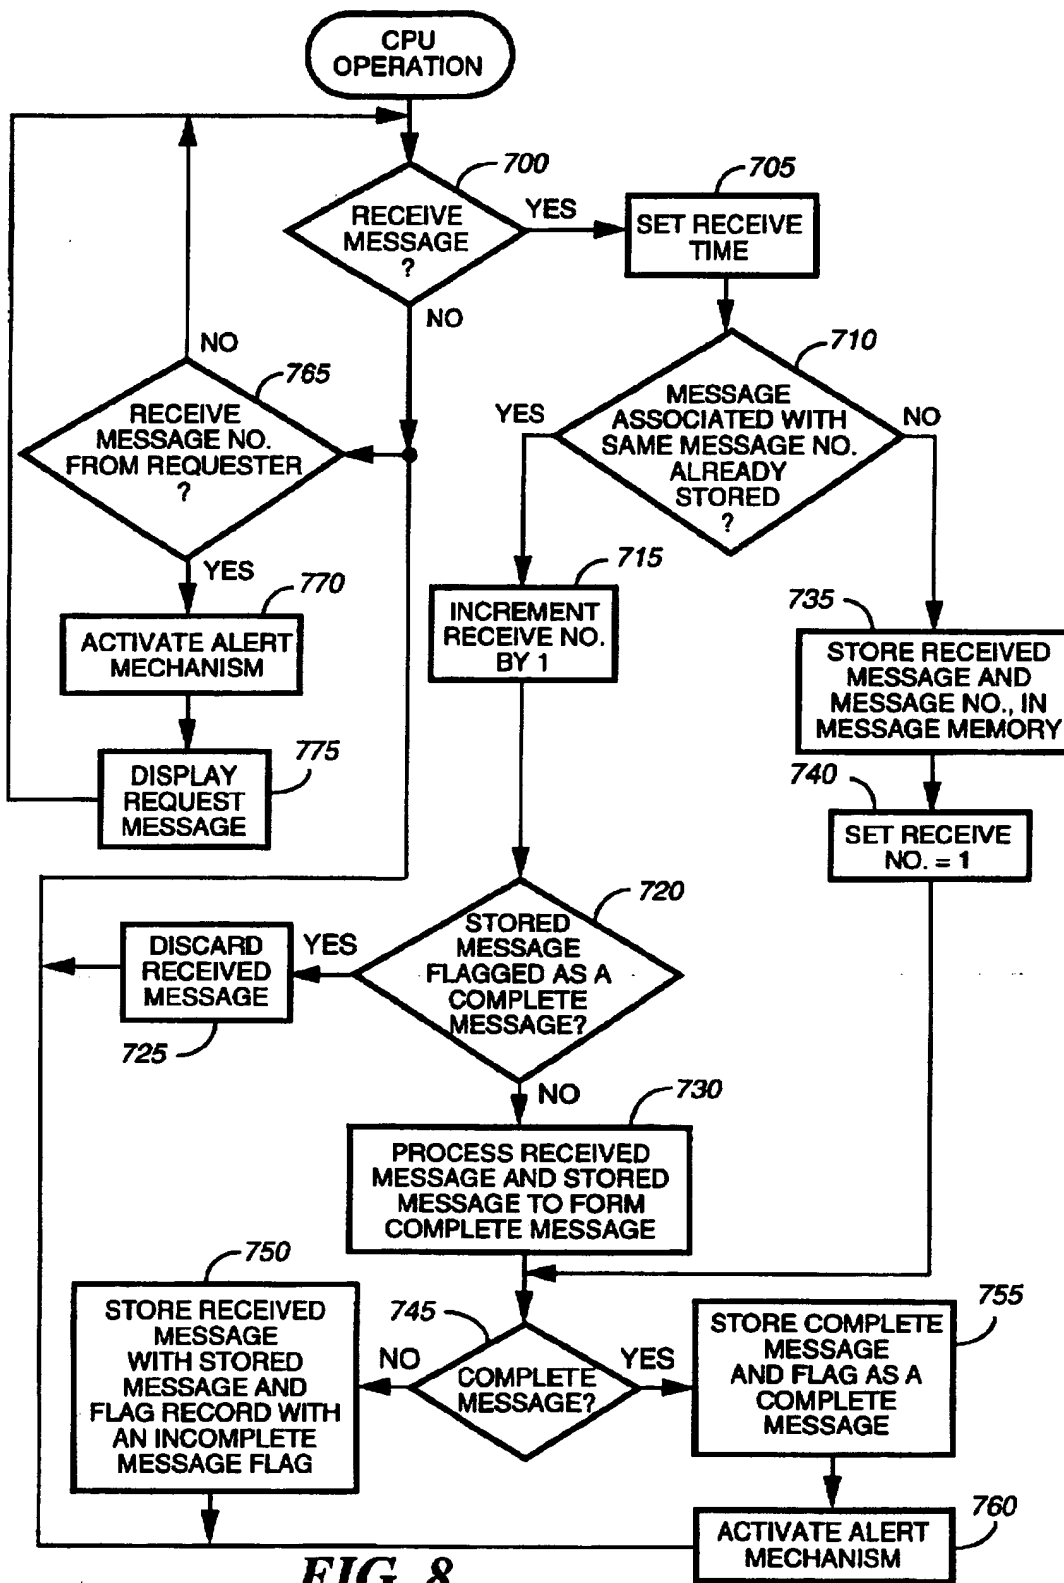 CPU
OPERATION
700
RECEIVE
MESSAGE
?
YES
NO
705
SET RECEIVE
TIME
710
MESSAGE
ASSOCIATED WITH
SAME MESSAGE NO.
ALREADY
STORED
?
YES
NO
765
NO
RECEIVE
MESSAGE NO.
FROM REQUESTER
?
YES
770
ACTIVATE ALERT
MECHANISM
775
DISPLAY
REQUEST
MESSAGE
715
INCREMENT
RECEIVE NO.
BY 1
735
STORE RECEIVED
MESSAGE AND
MESSAGE NO., IN
MESSAGE MEMORY
740
SET RECEIVE
NO. = 1
720
STORED
MESSAGE
FLAGGED AS A
COMPLETE
MESSAGE?
YES
NO
DISCARD
RECEIVED
MESSAGE
725
730
PROCESS RECEIVED
MESSAGE AND STORED
MESSAGE TO FORM
COMPLETE MESSAGE
745
COMPLETE
MESSAGE?
NO
YES
750
STORE RECEIVED
MESSAGE
WITH STORED
MESSAGE AND
FLAG RECORD WITH
AN INCOMPLETE
MESSAGE FLAG
755
STORE COMPLETE
MESSAGE
AND FLAG AS A
COMPLETE
MESSAGE
760
ACTIVATE ALERT
MECHANISM
FIG. 8